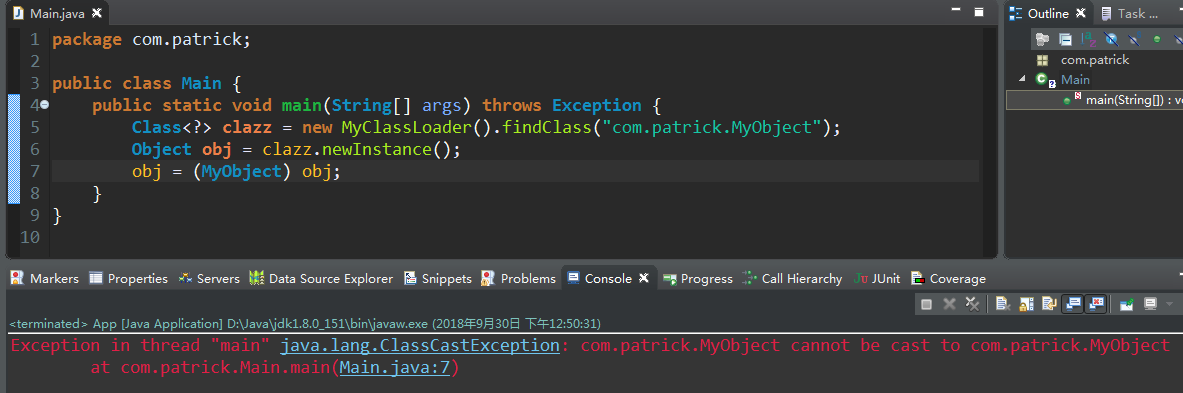 Main.java
Outline
Task ...
1 package com.patrick;
2
3 public class Main {
4 public static void main(String[] args) throws Exception {
5 Class<?> clazz = new MyClassLoader().findClass("com.patrick.MyObject");
6 Object obj = clazz.newInstance();
7 obj = (MyObject) obj;
8 }
9 }
10
com.patrick
Main
main(String[]) : v
Markers Properties Servers Data Source Explorer Snippets Problems Console Progress Call Hierarchy JUnit Coverage
<terminated> App [Java Application] D:\Java\jdk1.8.0_151\bin\javaw.exe (2018年9月30日 下午12:50:31)
Exception in thread "main" java.lang.ClassCastException: com.patrick.MyObject cannot be cast to com.patrick.MyObject
at com.patrick.Main.main(Main.java:7)